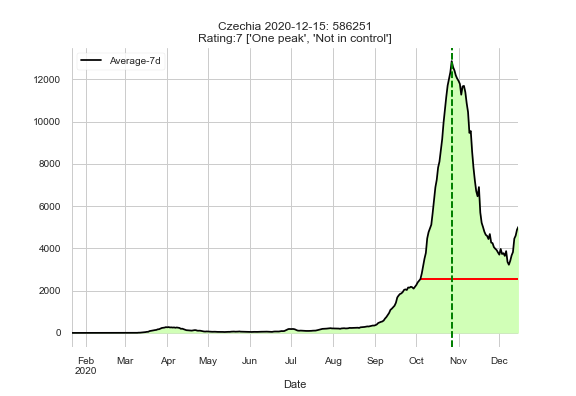 Czechia 2020-12-15: 586251
Rating:7 ['One peak', 'Not in control']
Average-7d
12000
10000
8000
6000
4000
2000
0
Feb Mar Apr May Jun Jul Aug Sep Oct Nov Dec
2020
Date